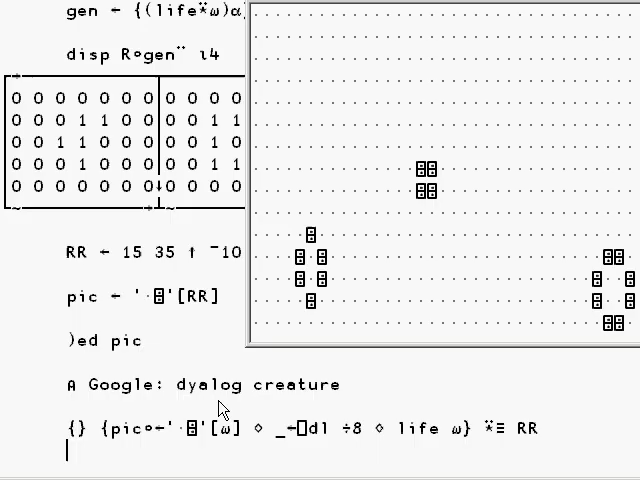 gen ← {(life⍣⍵)⍺
disp R∘gen¨ ⍳4
0 0 0 0 0 0 0 0 0 0 0
0 0 0 1 1 0 0 0 0 1 1
0 0 1 1 0 0 0 0 0 1 0
0 0 0 1 0 0 0 0 0 1 1
0 0 0 0 0 0 0 0 0 0 0
RR ← 15 35 ↑ ¯10
pic ← '·⌹'[RR]
)ed pic
⍝ Google: dyalog creature
{} {pic∘←'·⌹'[⍵] ⋄ _←⎕dl ÷8 ⋄ life ⍵} ⍣≡ RR